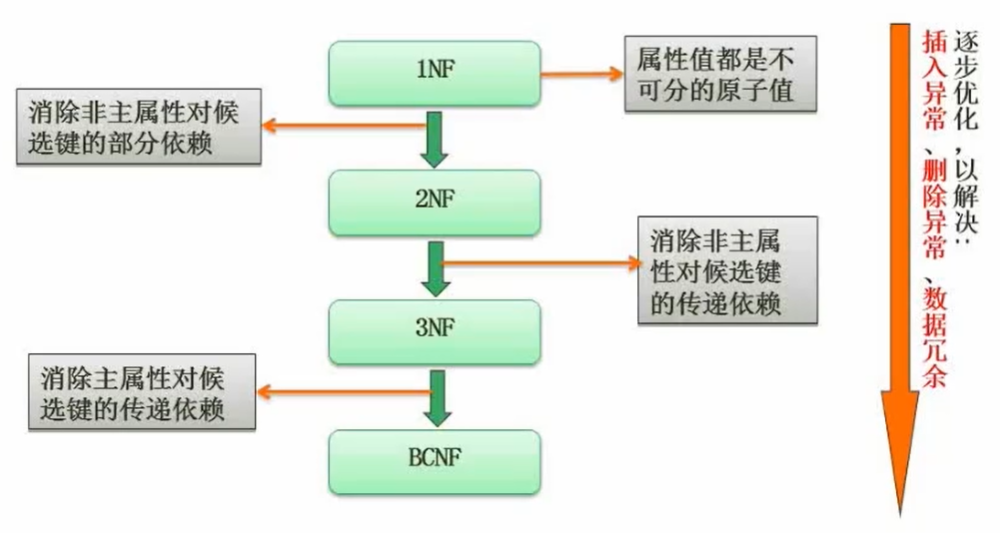 1NF
属性值都是不
可分的原子值
消除非主属性对候
选键的部分依赖
2NF
消除非主属
性对候选键
的传递依赖
3NF
消除主属性对候
选键的传递依赖
BCNF
逐步优化,以解决:
插入异常、删除异常、数据冗余